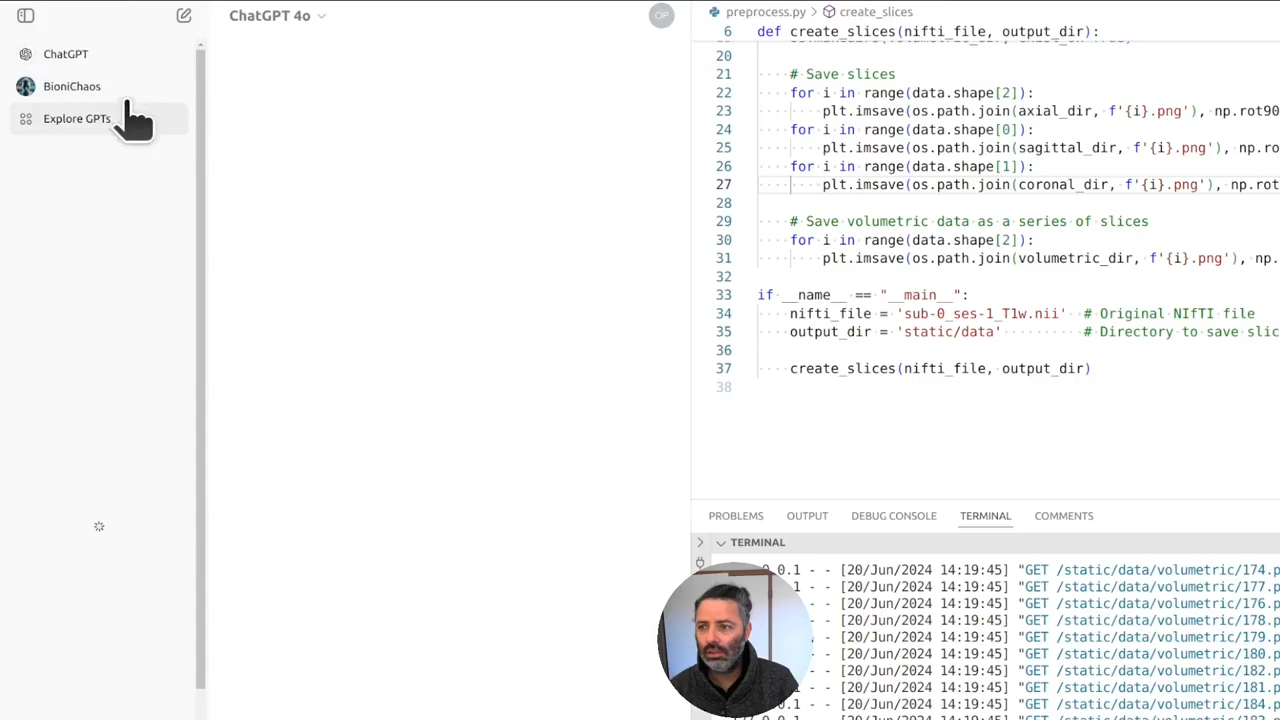 ChatGPT 4o
OP
ChatGPT
BioniChaos
Explore GPTs
preprocess.py > create_slices
6 def create_slices(nifti_file, output_dir):
20
21 # Save slices
22 for i in range(data.shape[2]):
23 plt.imsave(os.path.join(axial_dir, f'{i}.png'), np.rot90
24 for i in range(data.shape[0]):
25 plt.imsave(os.path.join(sagittal_dir, f'{i}.png'), np.ro
26 for i in range(data.shape[1]):
27 plt.imsave(os.path.join(coronal_dir, f'{i}.png'), np.rot
28
29 # Save volumetric data as a series of slices
30 for i in range(data.shape[2]):
31 plt.imsave(os.path.join(volumetric_dir, f'{i}.png'), np.
32
33 if __name__ == "__main__":
34 nifti_file = 'sub-0_ses-1_T1w.nii' # Original NIfTI file
35 output_dir = 'static/data' # Directory to save slic
36
37 create_slices(nifti_file, output_dir)
38
PROBLEMS OUTPUT DEBUG CONSOLE TERMINAL COMMENTS
TERMINAL
0.1 - - [20/Jun/2024 14:19:45] "GET /static/data/volumetric/174.p
- - [20/Jun/2024 14:19:45] "GET /static/data/volumetric/177.p
- - [20/Jun/2024 14:19:45] "GET /static/data/volumetric/176.p
- - [20/Jun/2024 14:19:45] "GET /static/data/volumetric/178.p
- - [20/Jun/2024 14:19:45] "GET /static/data/volumetric/179.p
- - [20/Jun/2024 14:19:45] "GET /static/data/volumetric/180.p
- - [20/Jun/2024 14:19:45] "GET /static/data/volumetric/182.p
- - [20/Jun/2024 14:19:45] "GET /static/data/volumetric/181.p
- - [20/Jun/2024 14:19:45] "GET /static/data/volumetric/184.p